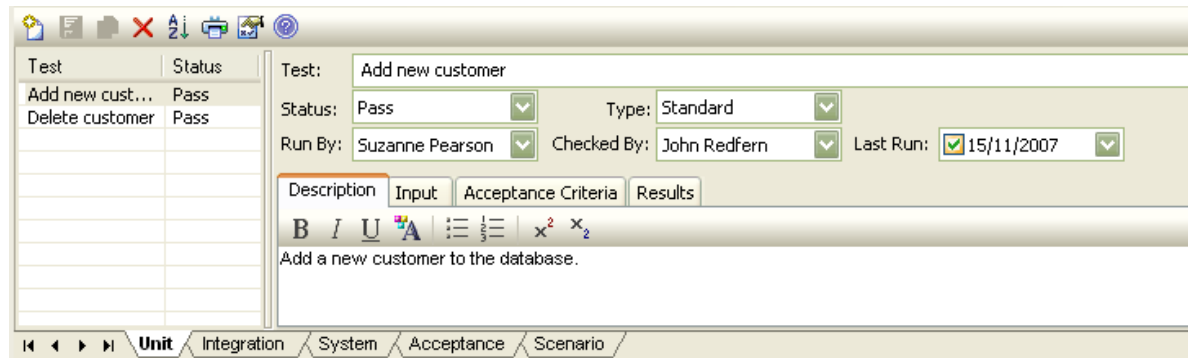 Test Status
Add new cust... Pass
Delete customer Pass
Test: Add new customer
Status: Pass Type: Standard
Run By: Suzanne Pearson Checked By: John Redfern Last Run: 15/11/2007
Description Input Acceptance Criteria Results
B I U A x² x₂
Add a new customer to the database.
Unit Integration System Acceptance Scenario